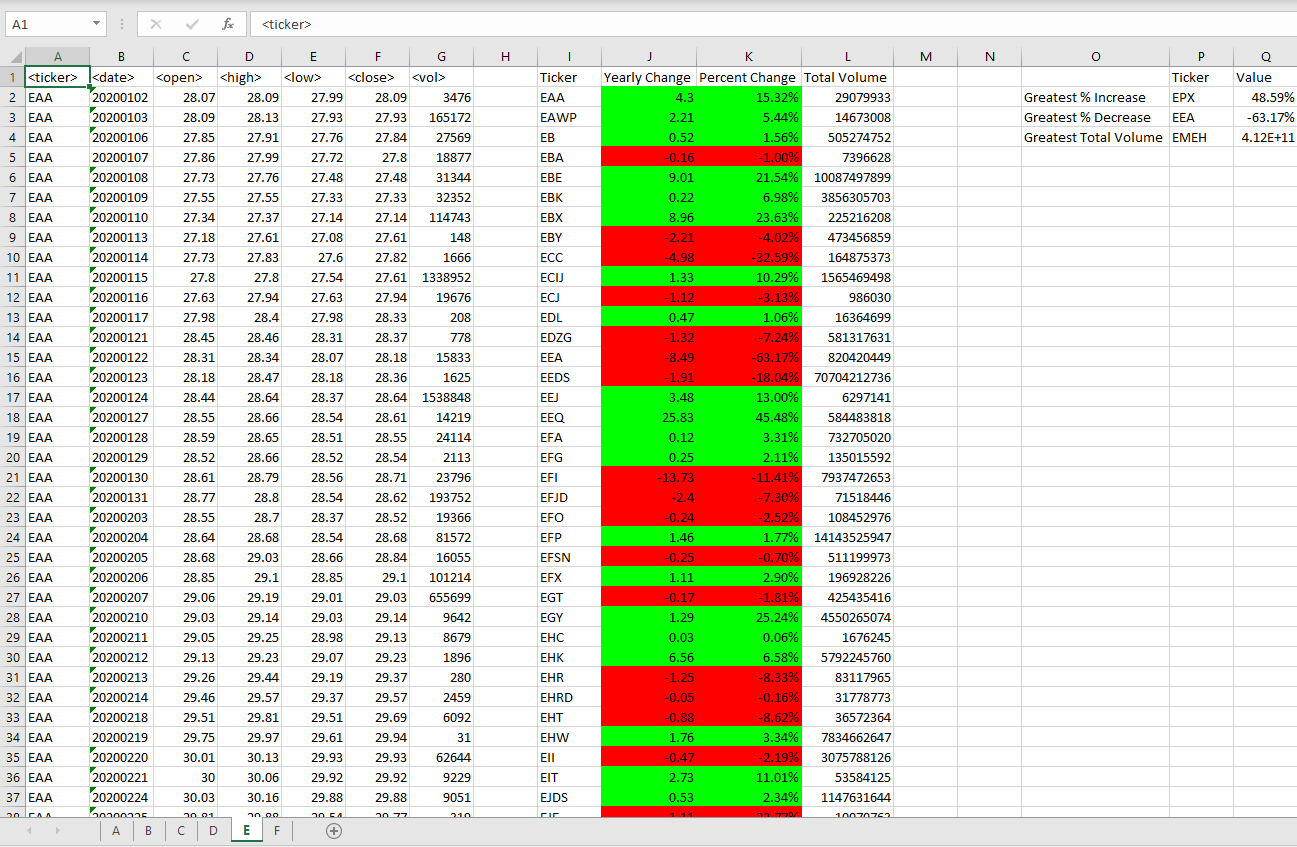 A1 fx <ticker>
A B C D E F G H I J K L M N O P Q
1 <ticker> <date> <open> <high> <low> <close> <vol> Ticker Yearly Change Percent Change Total Volume Ticker Value
2 EAA 20200102 28.07 28.09 27.99 28.09 3476 EAA 4.3 15.32% 29079933 Greatest % Increase EPX 48.59%
3 EAA 20200103 28.09 28.13 27.93 27.93 165172 EAWP 2.21 5.44% 14673008 Greatest % Decrease EEA -63.17%
4 EAA 20200106 27.85 27.91 27.76 27.84 27569 EB 0.52 1.56% 505274752 Greatest Total Volume EMEH 4.12E+11
5 EAA 20200107 27.86 27.99 27.72 27.8 18877 EBA -0.16 -1.00% 7396628
6 EAA 20200108 27.73 27.76 27.48 27.48 31344 EBE 9.01 21.54% 10087497899
7 EAA 20200109 27.55 27.55 27.33 27.33 32352 EBK 0.22 6.98% 3856305703
8 EAA 20200110 27.34 27.37 27.14 27.14 114743 EBX 8.96 23.63% 225216208
9 EAA 20200113 27.18 27.61 27.08 27.61 148 EBY -2.21 -4.02% 473456859
10 EAA 20200114 27.73 27.83 27.6 27.82 1666 ECC -4.98 -32.59% 164875373
11 EAA 20200115 27.8 27.8 27.54 27.61 1338952 ECIJ 1.33 10.29% 1565469498
12 EAA 20200116 27.63 27.94 27.63 27.94 19676 ECJ -1.12 -3.13% 986030
13 EAA 20200117 27.98 28.4 27.98 28.33 208 EDL 0.47 1.06% 16364699
14 EAA 20200121 28.45 28.46 28.31 28.37 778 EDZG -1.32 -7.24% 581317631
15 EAA 20200122 28.31 28.34 28.07 28.18 15833 EEA -8.49 -63.17% 820420449
16 EAA 20200123 28.18 28.47 28.18 28.36 1625 EEDS -1.91 -18.04% 70704212736
17 EAA 20200124 28.44 28.64 28.37 28.64 1538848 EEJ 3.48 13.00% 6297141
18 EAA 20200127 28.55 28.66 28.54 28.61 14219 EEQ 25.83 45.48% 584483818
19 EAA 20200128 28.59 28.65 28.51 28.55 24114 EFA 0.12 3.31% 732705020
20 EAA 20200129 28.52 28.66 28.52 28.54 2113 EFG 0.25 2.11% 135015592
21 EAA 20200130 28.61 28.79 28.56 28.71 23796 EFI -13.73 -11.41% 7937472653
22 EAA 20200131 28.77 28.8 28.54 28.62 193752 EFJD -2.4 -7.30% 71518446
23 EAA 20200203 28.55 28.7 28.37 28.52 19366 EFO -0.24 -2.52% 108452976
24 EAA 20200204 28.64 28.68 28.54 28.68 81572 EFP 1.46 1.77% 14143525947
25 EAA 20200205 28.68 29.03 28.66 28.84 16055 EFSN -0.25 -0.70% 511199973
26 EAA 20200206 28.85 29.1 28.85 29.1 101214 EFX 1.11 2.90% 196928226
27 EAA 20200207 29.06 29.19 29.01 29.03 655699 EGT -0.17 -1.81% 425435416
28 EAA 20200210 29.03 29.14 29.03 29.14 9642 EGY 1.29 25.24% 4550265074
29 EAA 20200211 29.05 29.25 28.98 29.13 8679 EHC 0.03 0.06% 1676245
30 EAA 20200212 29.13 29.23 29.07 29.23 1896 EHK 6.56 6.58% 5792245760
31 EAA 20200213 29.26 29.44 29.19 29.37 280 EHR -1.25 -8.33% 83117965
32 EAA 20200214 29.46 29.57 29.37 29.57 2459 EHRD -0.05 -0.16% 31778773
33 EAA 20200218 29.51 29.81 29.51 29.69 6092 EHT -0.88 -8.62% 36572364
34 EAA 20200219 29.75 29.97 29.61 29.94 31 EHW 1.76 3.34% 7834662647
35 EAA 20200220 30.01 30.13 29.93 29.93 62644 EII -0.47 -2.19% 3075788126
36 EAA 20200221 30 30.06 29.92 29.92 9229 EIT 2.73 11.01% 53584125
37 EAA 20200224 30.03 30.16 29.88 29.88 9051 EJDS 0.53 2.34% 1147631644
A B C D E F